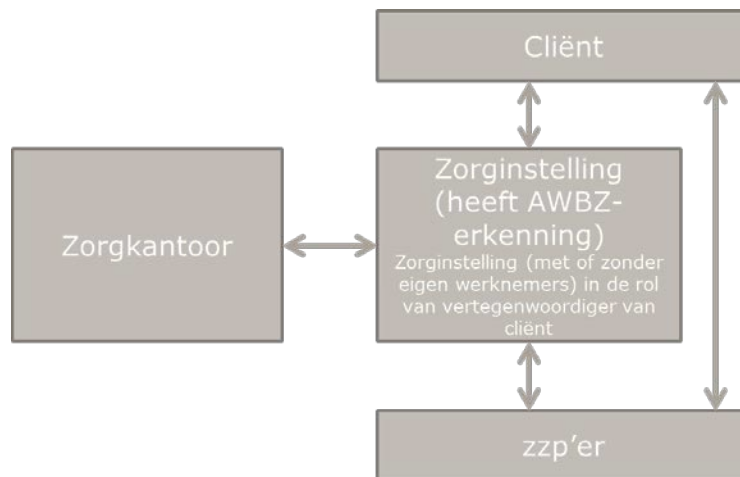 Cliënt
Zorgkantoor
Zorginstelling
(heeft AWBZ-
erkenning)
Zorginstelling (met of zonder
eigen werknemers) in de rol
van vertegenwoordiger van
cliënt
zzp'er